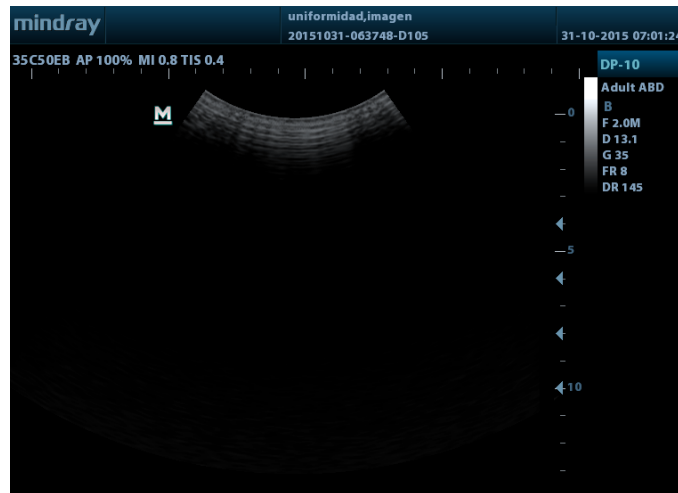 mindray
uniformidad,imagen
20151031-063748-D105
31-10-2015 07:01:24
35C50EB AP 100% MI 0.8 TIS 0.4
DP-10
Adult ABD
B
F 2.0M
D 13.1
G 35
FR 8
DR 145
M
0
5
10